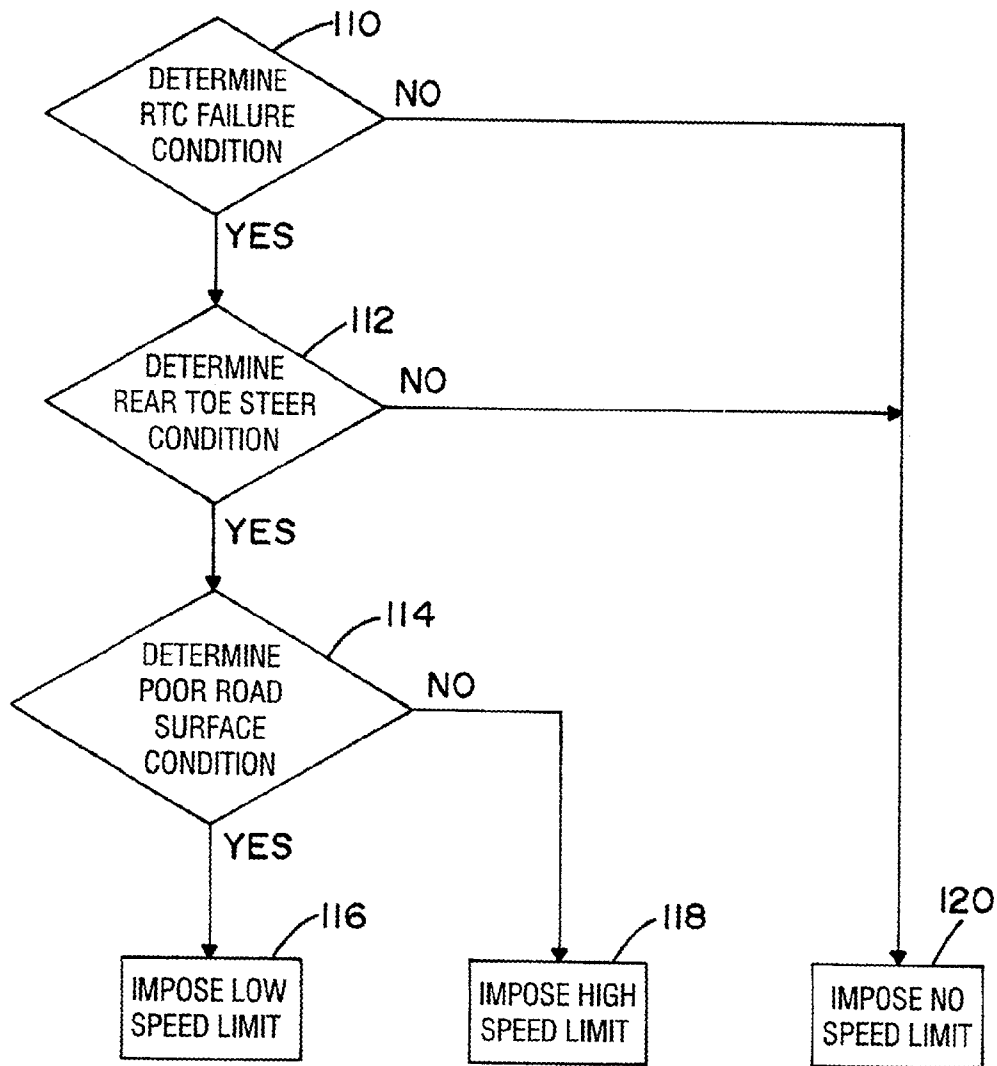 110
DETERMINE
RTC FAILURE
CONDITION
NO
YES
112
DETERMINE
REAR TOE STEER
CONDITION
NO
YES
114
DETERMINE
POOR ROAD
SURFACE
CONDITION
NO
YES
116
IMPOSE LOW
SPEED LIMIT
118
IMPOSE HIGH
SPEED LIMIT
120
IMPOSE NO
SPEED LIMIT